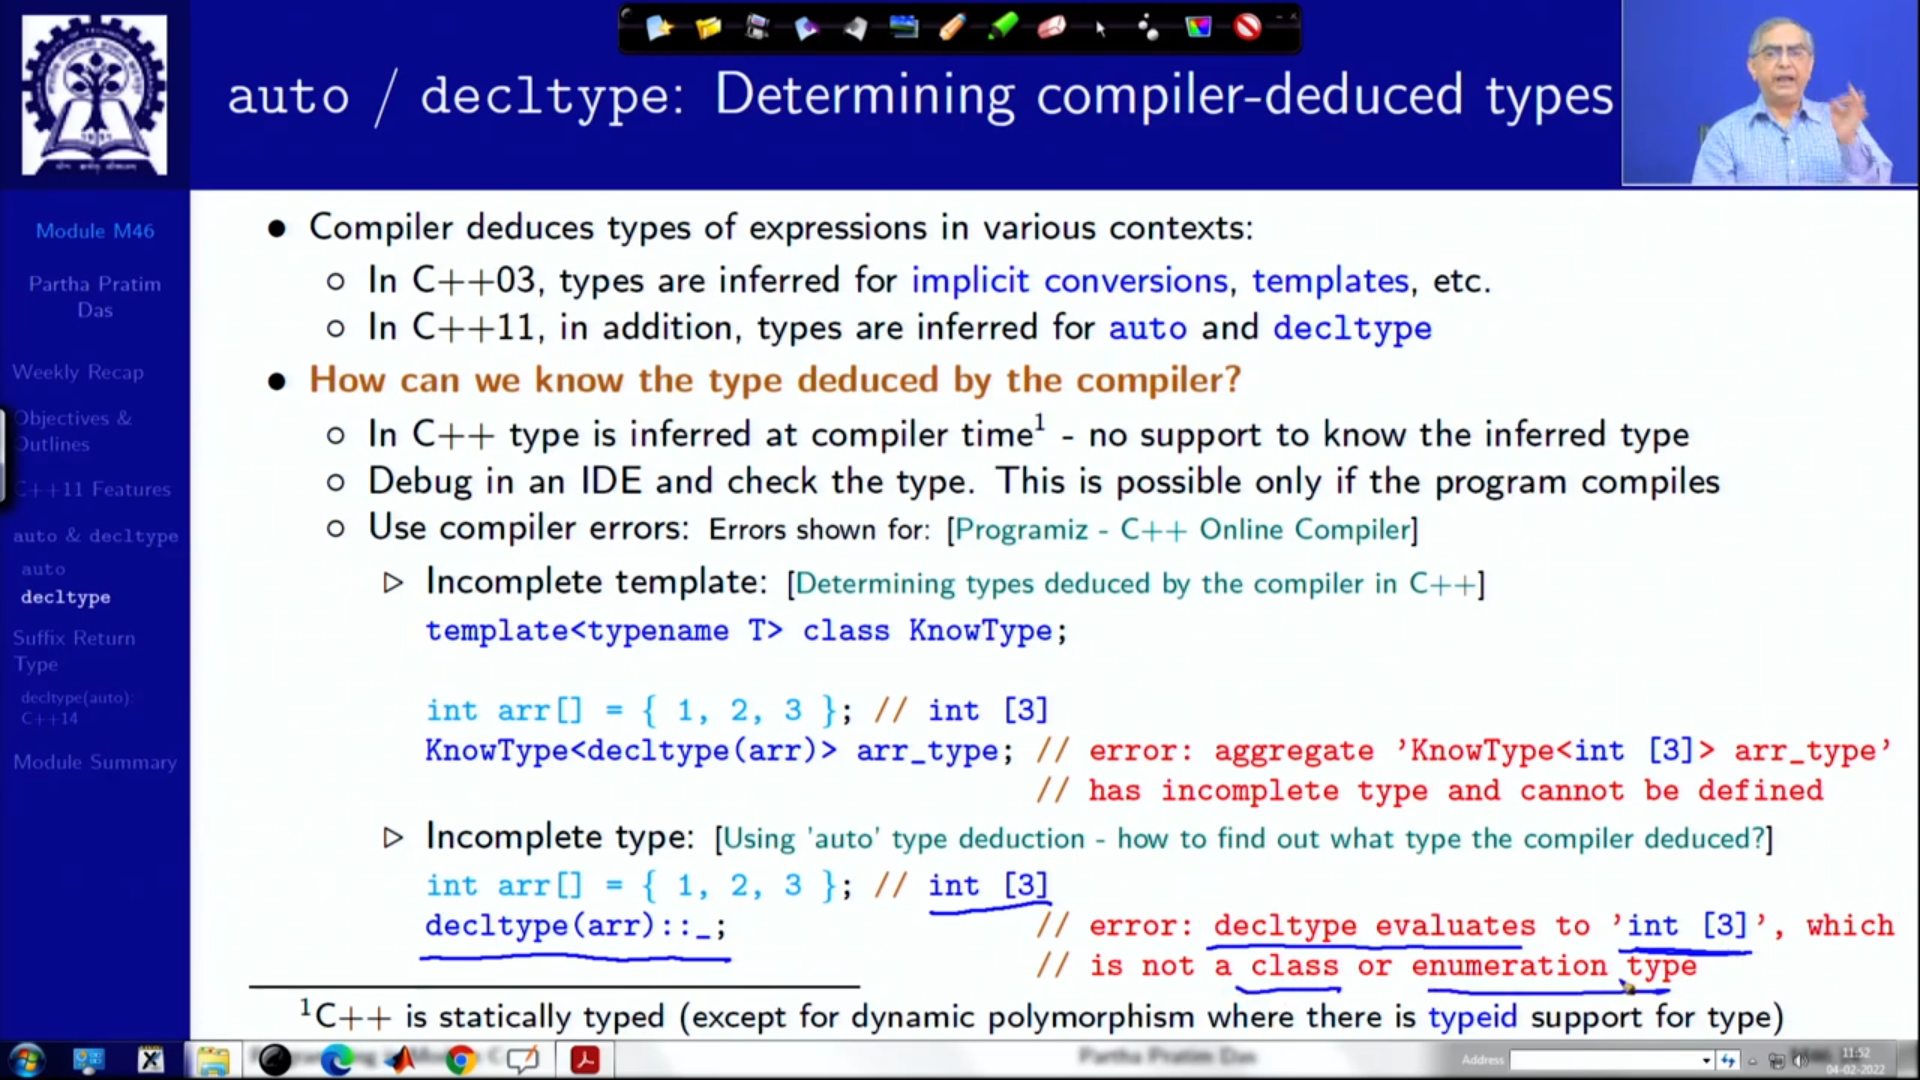 auto / decltype: Determining compiler-deduced types
Module M46
Partha Pratim
Das
Weekly Recap
Objectives &
Outlines
C++11 Features
auto & decltype
auto
decltype
Suffix Return
Type
decltype(auto):
C++14
Module Summary
● Compiler deduces types of expressions in various contexts:
○ In C++03, types are inferred for implicit conversions, templates, etc.
○ In C++11, in addition, types are inferred for auto and decltype
● How can we know the type deduced by the compiler?
○ In C++ type is inferred at compiler time¹ - no support to know the inferred type
○ Debug in an IDE and check the type. This is possible only if the program compiles
○ Use compiler errors: Errors shown for: [Programiz - C++ Online Compiler]
▷ Incomplete template: [Determining types deduced by the compiler in C++]
template<typename T> class KnowType;
int arr[] = { 1, 2, 3 }; // int [3]
KnowType<decltype(arr)> arr_type; // error: aggregate 'KnowType<int [3]> arr_type'
// has incomplete type and cannot be defined
▷ Incomplete type: [Using 'auto' type deduction - how to find out what type the compiler deduced?]
int arr[] = { 1, 2, 3 }; // int [3]
decltype(arr)::_; // error: decltype evaluates to 'int [3]', which
// is not a class or enumeration type
¹C++ is statically typed (except for dynamic polymorphism where there is typeid support for type)
Partha Pratim Das
Address
11:52
04-02-2022